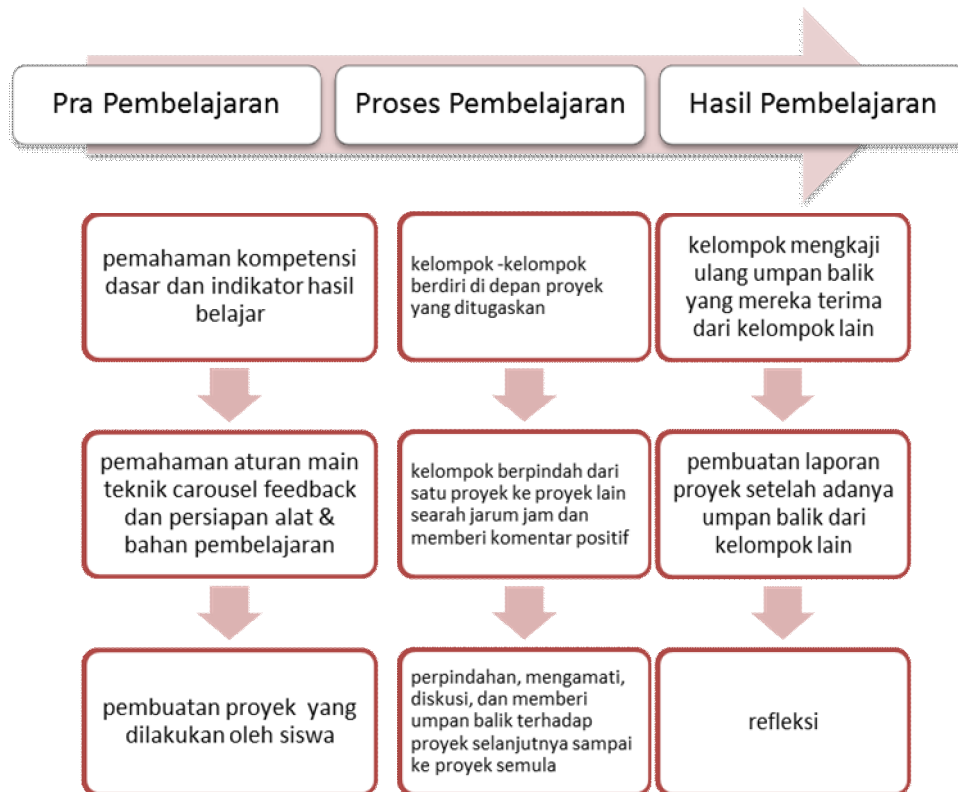 Pra Pembelajaran
Proses Pembelajaran
Hasil Pembelajaran
pemahaman kompetensi
dasar dan indikator hasil
belajar
pemahaman aturan main
teknik carousel feedback
dan persiapan alat &
bahan pembelajaran
pembuatan proyek yang
dilakukan oleh siswa
kelompok -kelompok
berdiri di depan proyek
yang ditugaskan
kelompok berpindah dari
satu proyek ke proyek lain
searah jarum jam dan
memberi komentar positif
perpindahan, mengamati,
diskusi, dan memberi
umpan balik terhadap
proyek selanjutnya sampai
ke proyek semula
kelompok mengkaji
ulang umpan balik
yang mereka terima
dari kelompok lain
pembuatan laporan
proyek setelah adanya
umpan balik dari
kelompok lain
refleksi